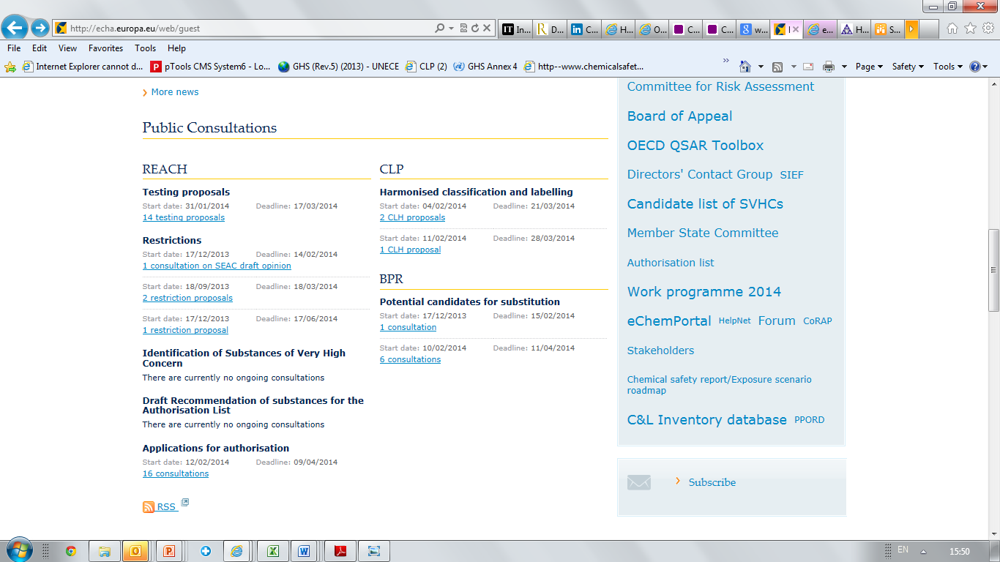 http://echa.europa.eu/web/guest
In...
D...
C...
H...
O...
C...
C...
w...
e...
H...
S...
File Edit View Favorites Tools Help
Internet Explorer cannot d... pTools CMS System6 - Lo... GHS (Rev.5) (2013) - UNECE CLP (2) GHS Annex 4 http--www.chemicalsafet... » Page Safety Tools
More news
Public Consultations
REACH
Testing proposals
Start date: 31/01/2014 Deadline: 17/03/2014
14 testing proposals
Restrictions
Start date: 17/12/2013 Deadline: 14/02/2014
1 consultation on SEAC draft opinion
Start date: 18/09/2013 Deadline: 18/03/2014
2 restriction proposals
Start date: 17/12/2013 Deadline: 17/06/2014
1 restriction proposal
Identification of Substances of Very High
Concern
There are currently no ongoing consultations
Draft Recommendation of substances for the
Authorisation List
There are currently no ongoing consultations
Applications for authorisation
Start date: 12/02/2014 Deadline: 09/04/2014
16 consultations
RSS
CLP
Harmonised classification and labelling
Start date: 04/02/2014 Deadline: 21/03/2014
2 CLH proposals
Start date: 11/02/2014 Deadline: 28/03/2014
1 CLH proposal
BPR
Potential candidates for substitution
Start date: 17/12/2013 Deadline: 15/02/2014
1 consultation
Start date: 10/02/2014 Deadline: 11/04/2014
6 consultations
Committee for Risk Assessment
Board of Appeal
OECD QSAR Toolbox
Directors' Contact Group SIEF
Candidate list of SVHCs
Member State Committee
Authorisation list
Work programme 2014
eChemPortal HelpNet Forum CoRAP
Stakeholders
Chemical safety report/Exposure scenario
roadmap
C&L Inventory database PPORD
Subscribe
EN 15:50